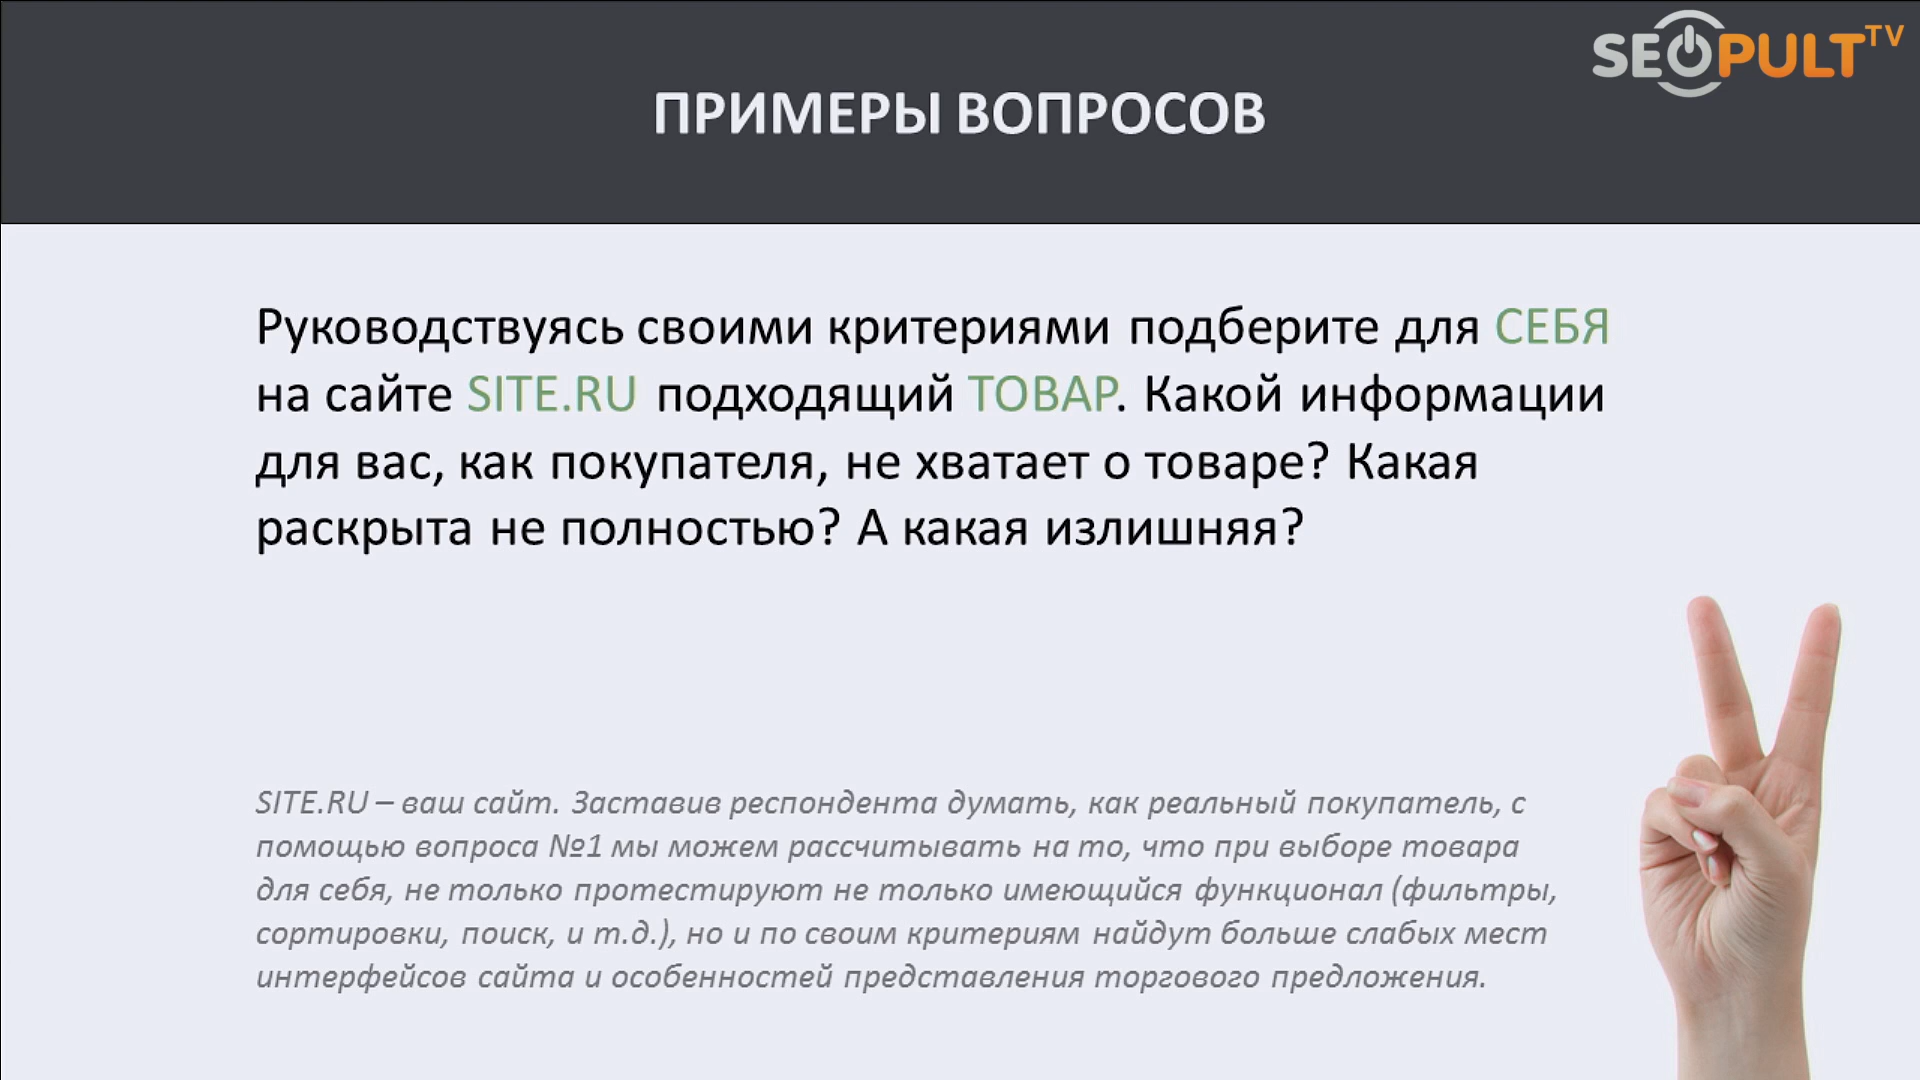 SEOPULT TV
ПРИМЕРЫ ВОПРОСОВ
Руководствуясь своими критериями подберите для СЕБЯ
на сайте SITE.RU подходящий ТОВАР. Какой информации
для вас, как покупателя, не хватает о товаре? Какая
раскрыта не полностью? А какая излишняя?
SITE.RU – ваш сайт. Заставив респондента думать, как реальный покупатель, с
помощью вопроса №1 мы можем рассчитывать на то, что при выборе товара
для себя, не только протестируют не только имеющийся функционал (фильтры,
сортировки, поиск, и т.д.), но и по своим критериям найдут больше слабых мест
интерфейсов сайта и особенностей представления торгового предложения.